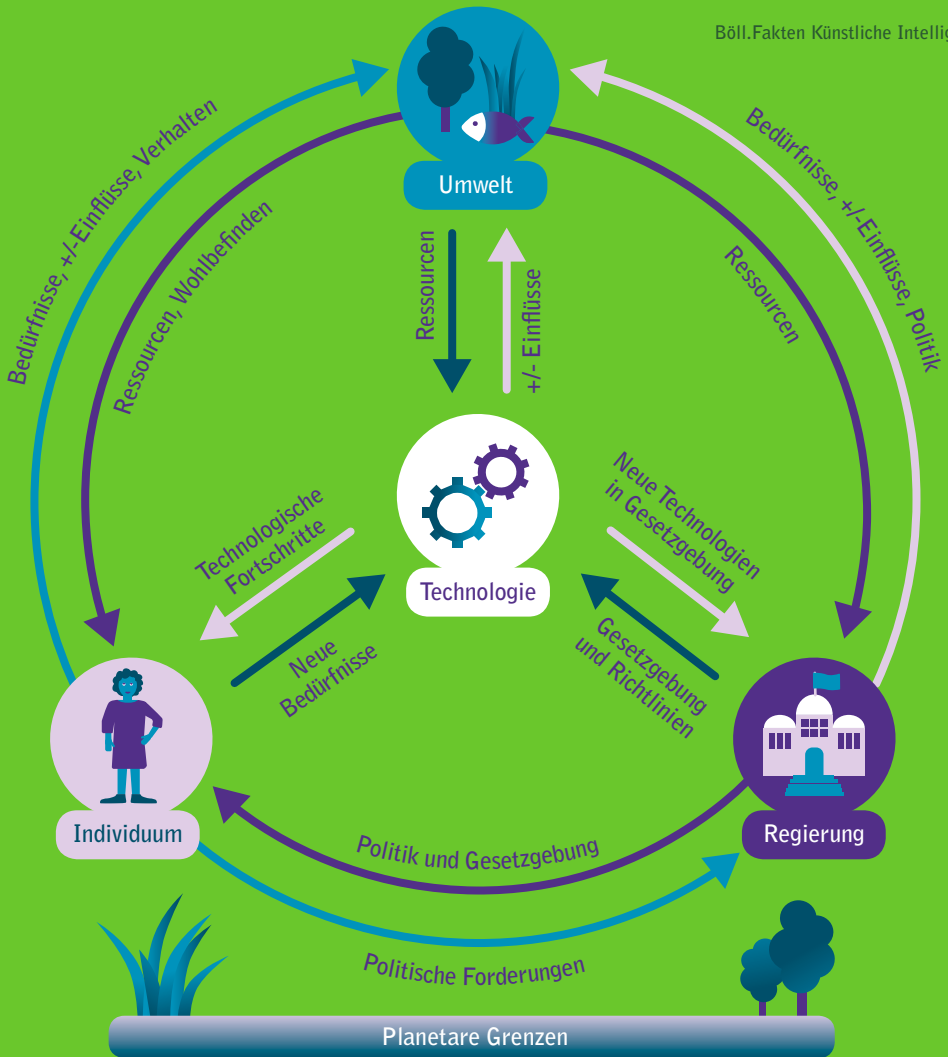 Böll.Fakten Künstliche Intellig
Umwelt
Bedürfnisse, +/-Einflüsse, Verhalten
Ressourcen, Wohlbefinden
Ressourcen
+/- Einflüsse
Ressourcen
Bedürfnisse, +/-Einflüsse, Politik
Technologische
Fortschritte
Neue
Bedürfnisse
Technologie
Neue Technologien
in Gesetzgebung
Gesetzgebung
und Richtlinien
Individuum
Regierung
Politik und Gesetzgebung
Politische Forderungen
Planetare Grenzen